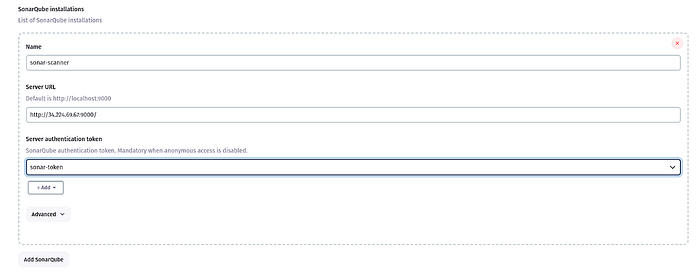 SonarQube installations
List of SonarQube installations
Name
sonar-scanner
Server URL
Default is http://localhost:9000
http://34.224.69.67:9000/
Server authentication token
SonarQube authentication token. Mandatory when anonymous access is disabled.
sonar-token
+ Add
Advanced
Add SonarQube